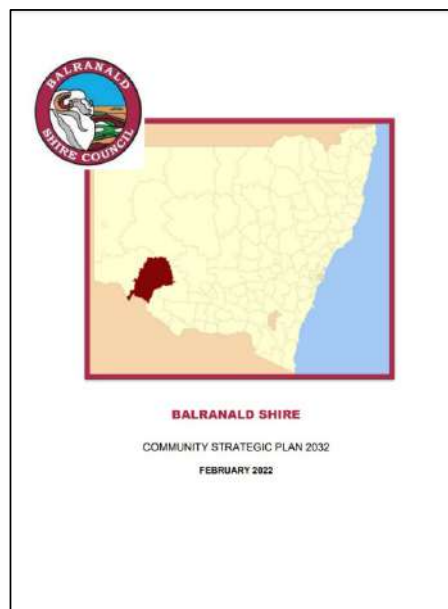 BALRANALD
SHIRE COUNCIL
BALRANALD SHIRE
COMMUNITY STRATEGIC PLAN 2032
FEBRUARY 2022